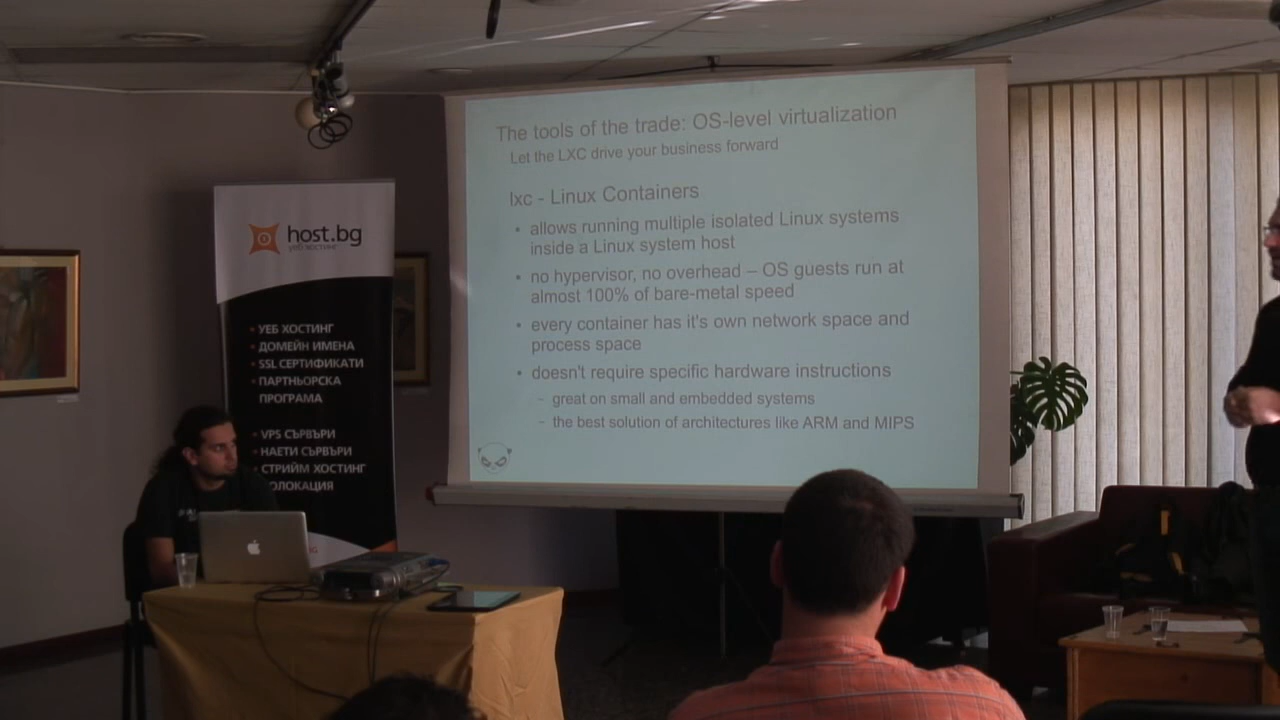 The tools of the trade: OS-level virtualization
Let the LXC drive your business forward
lxc - Linux Containers
• allows running multiple isolated Linux systems
inside a Linux system host
• no hypervisor, no overhead – OS guests run at
almost 100% of bare-metal speed
• every container has it's own network space and
process space
• doesn't require specific hardware instructions
– great on small and embedded systems
– the best solution of architectures like ARM and MIPS
host.bg
уеб хостинг
• УЕБ ХОСТИНГ
• ДОМЕЙН ИМЕНА
• SSL СЕРТИФИКАТИ
• ПАРТНЬОРСКА
ПРОГРАМА
• VPS СЪРВЪРИ
• НАЕТИ СЪРВЪРИ
• СТРИЙМ ХОСТИНГ
ОЛОКАЦИЯ